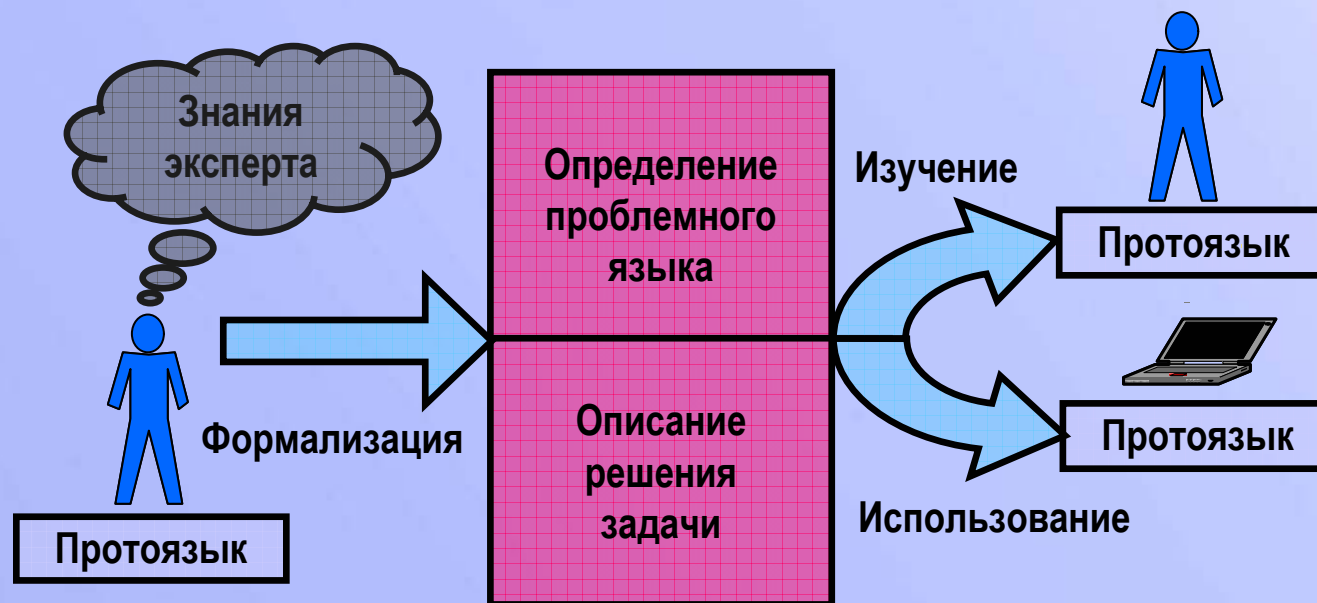 Знания
эксперта
Формализация
Протоязык
Определение
проблемного
языка
Описание
решения
задачи
Изучение
Протоязык
Протоязык
Использование